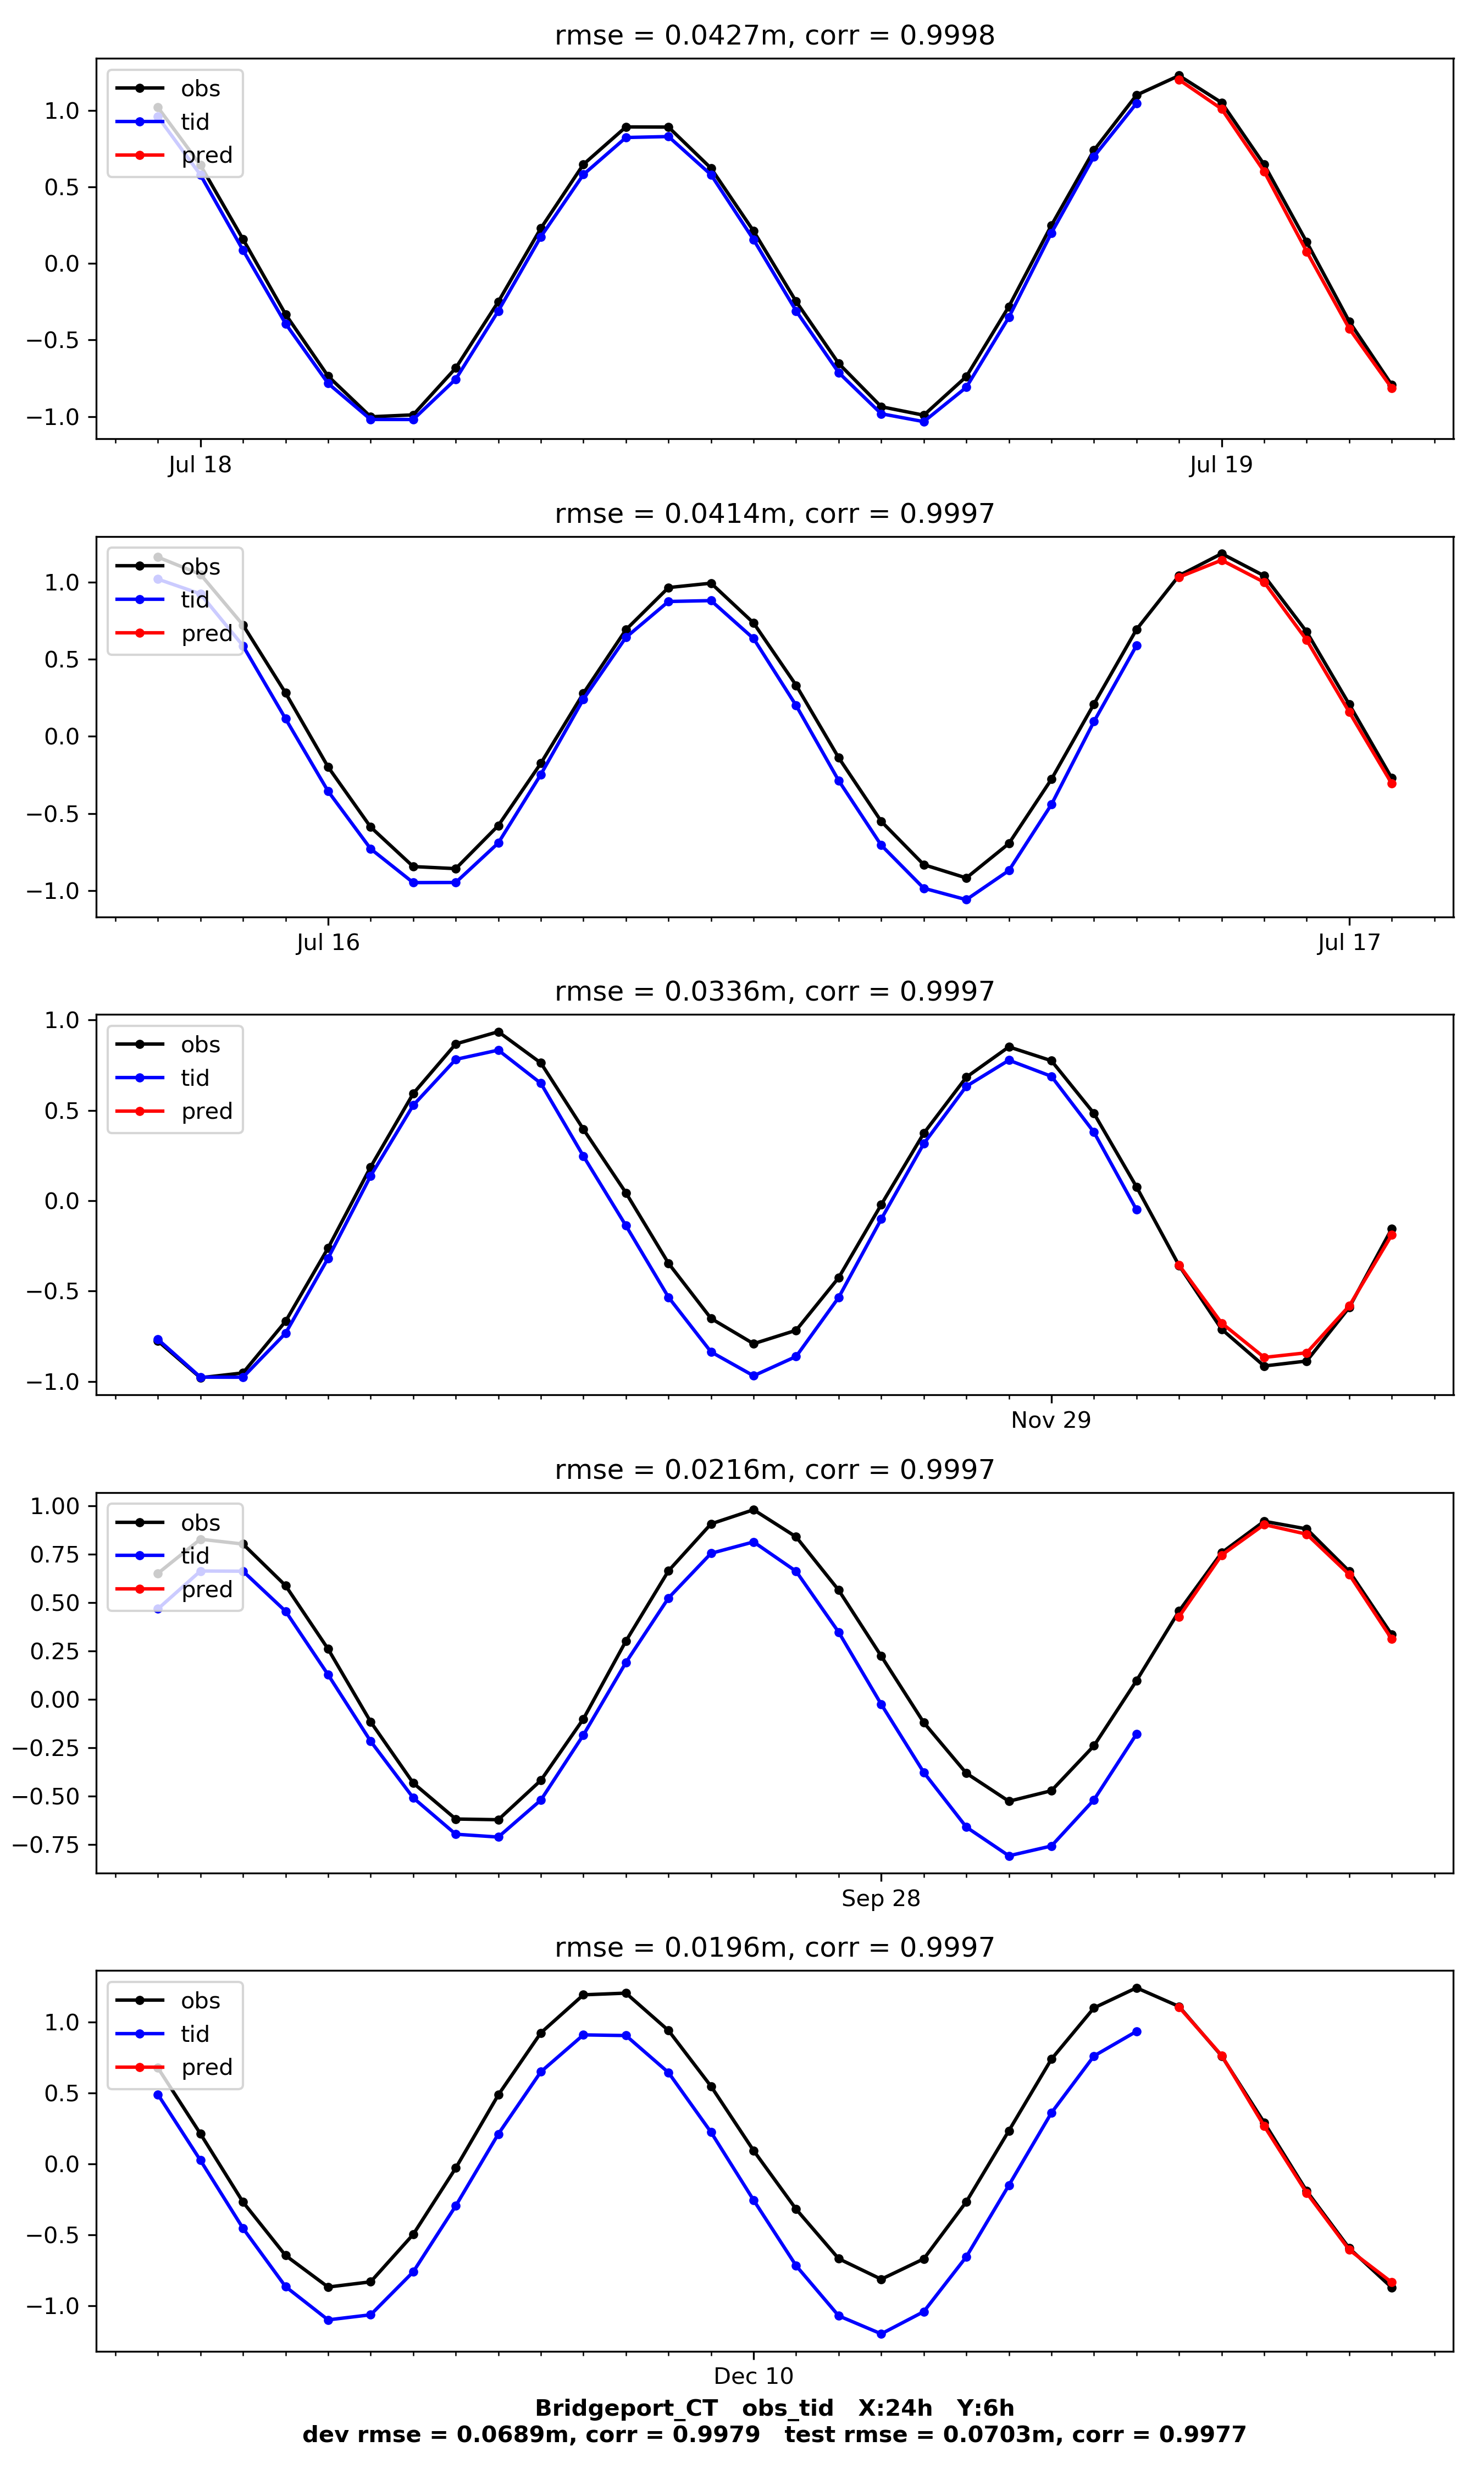 rmse = 0.0427m, corr = 0.9998
obs
tid
pred
1.0
0.5
0.0
−0.5
−1.0
Jul 18 Jul 19
rmse = 0.0414m, corr = 0.9997
obs
tid
pred
1.0
0.5
0.0
−0.5
−1.0
Jul 16 Jul 17
rmse = 0.0336m, corr = 0.9997
obs
tid
pred
1.0
0.5
0.0
−0.5
−1.0
Nov 29
rmse = 0.0216m, corr = 0.9997
obs
tid
pred
1.00
0.75
0.50
0.25
0.00
−0.25
−0.50
−0.75
Sep 28
rmse = 0.0196m, corr = 0.9997
obs
tid
pred
1.0
0.5
0.0
−0.5
−1.0
Dec 10
Bridgeport_CT obs_tid X:24h Y:6h
dev rmse = 0.0689m, corr = 0.9979 test rmse = 0.0703m, corr = 0.9977